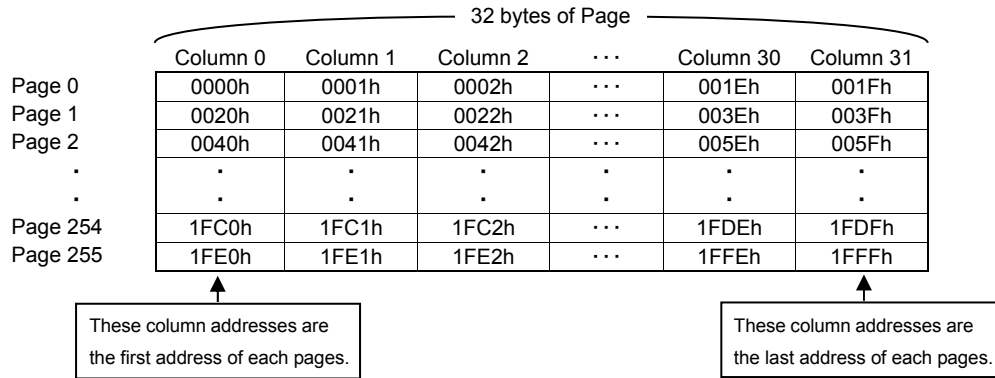 32 bytes of Page
Column 0 Column 1 Column 2 ··· Column 30 Column 31
Page 0 0000h 0001h 0002h ··· 001Eh 001Fh
Page 1 0020h 0021h 0022h ··· 003Eh 003Fh
Page 2 0040h 0041h 0042h ··· 005Eh 005Fh
· · · · · · ·
· · · · · · ·
Page 254 1FC0h 1FC1h 1FC2h ··· 1FDEh 1FDFh
Page 255 1FE0h 1FE1h 1FE2h ··· 1FFEh 1FFFh
These column addresses are
the first address of each pages.
These column addresses are
the last address of each pages.